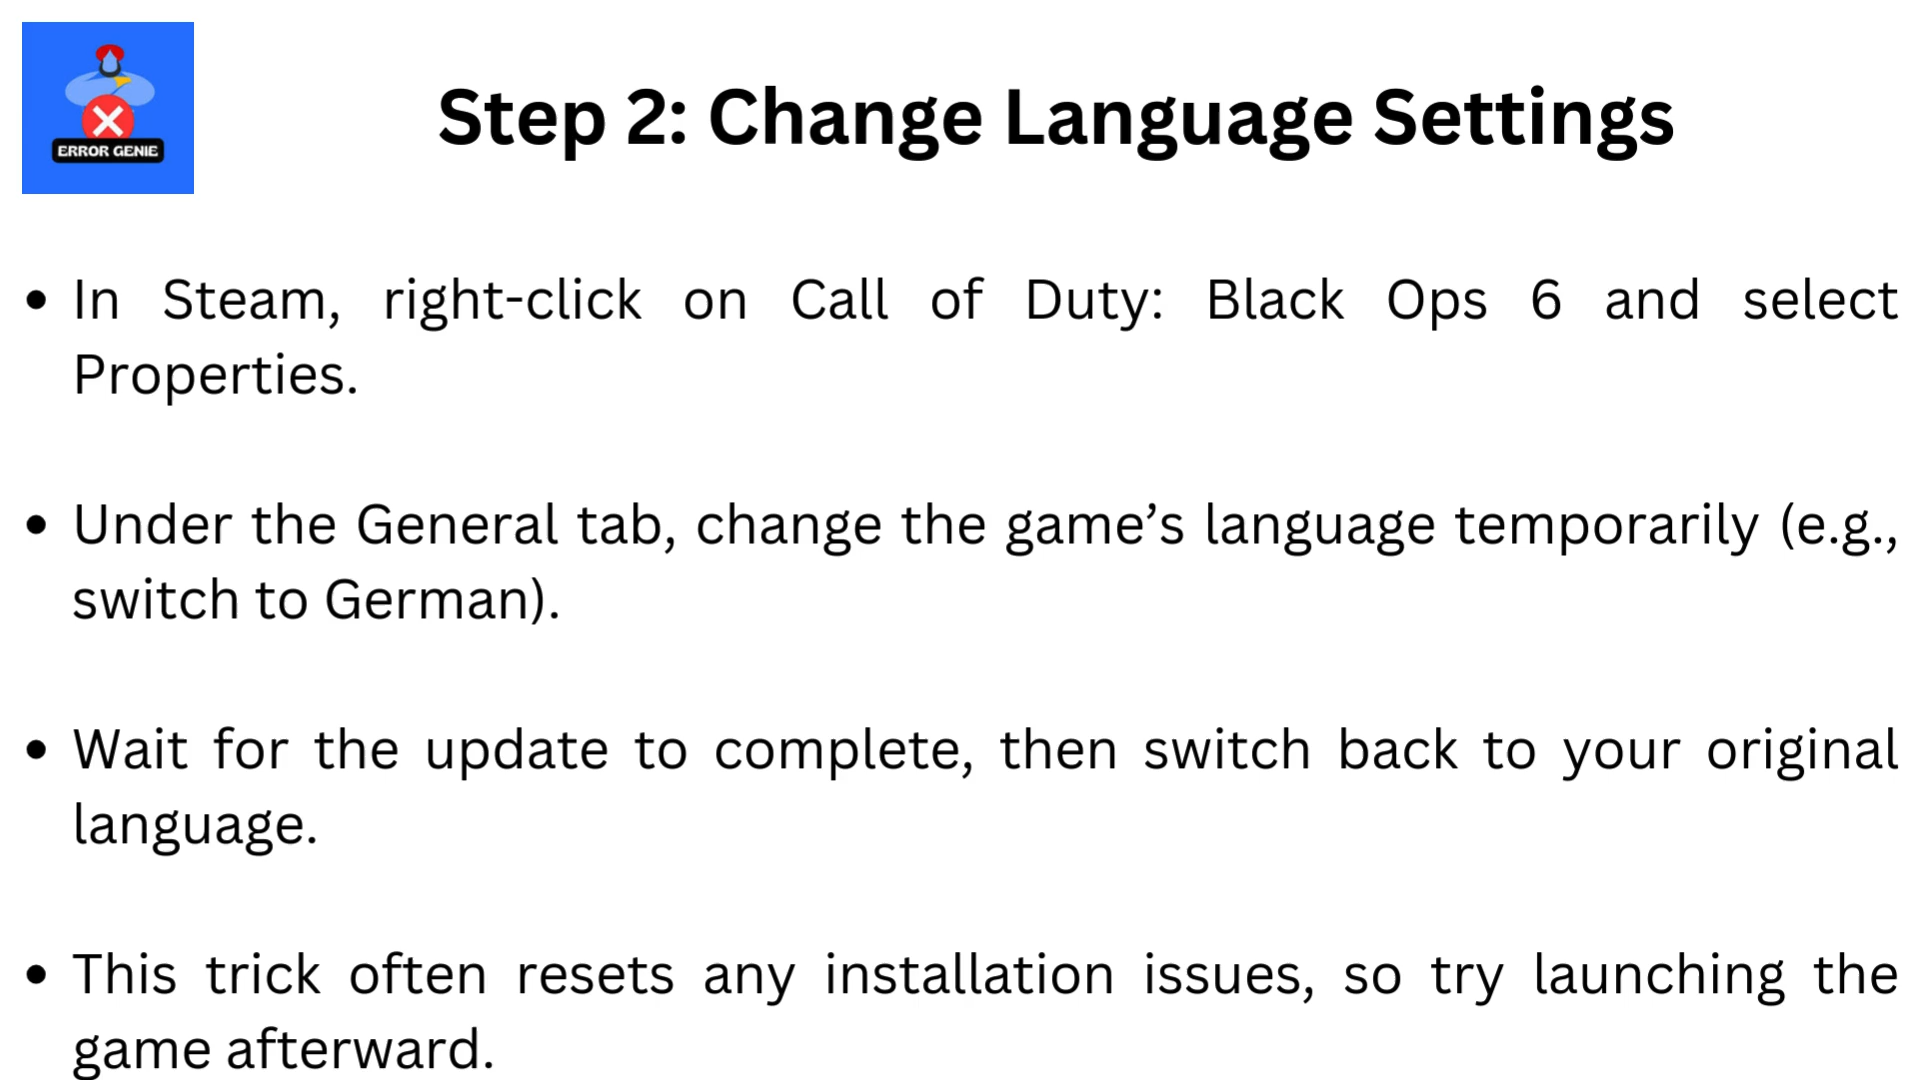 ERROR GENIE
Step 2: Change Language Settings
• In Steam, right-click on Call of Duty: Black Ops 6 and select
Properties.
• Under the General tab, change the game’s language temporarily (e.g.,
switch to German).
• Wait for the update to complete, then switch back to your original
language.
• This trick often resets any installation issues, so try launching the
game afterward.